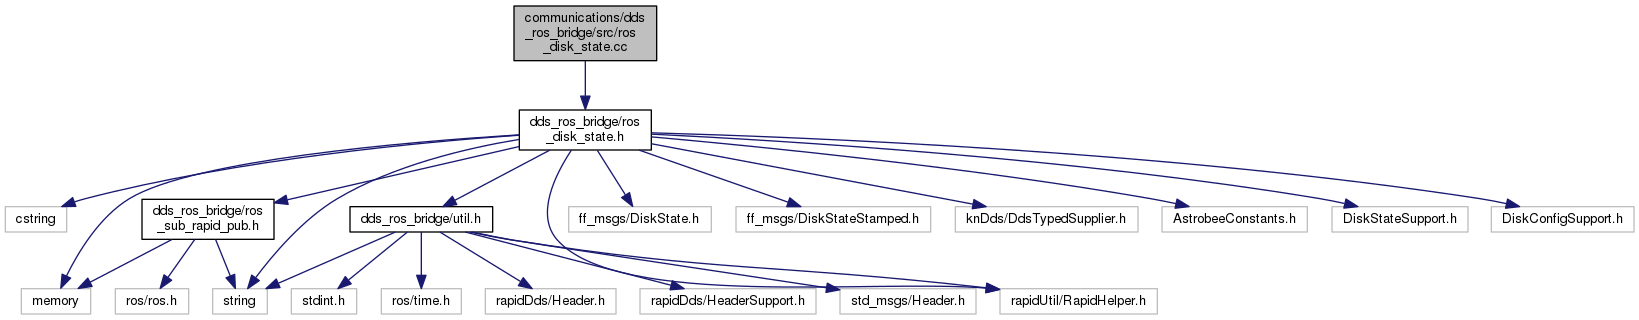 communications/dds
_ros_bridge/src/ros
_disk_state.cc
dds_ros_bridge/ros
_disk_state.h
cstring
dds_ros_bridge/ros
_sub_rapid_pub.h
dds_ros_bridge/util.h
ff_msgs/DiskState.h
ff_msgs/DiskStateStamped.h
knDds/DdsTypedSupplier.h
AstrobeeConstants.h
DiskStateSupport.h
DiskConfigSupport.h
memory
ros/ros.h
string
stdint.h
ros/time.h
rapidDds/Header.h
rapidDds/HeaderSupport.h
std_msgs/Header.h
rapidUtil/RapidHelper.h